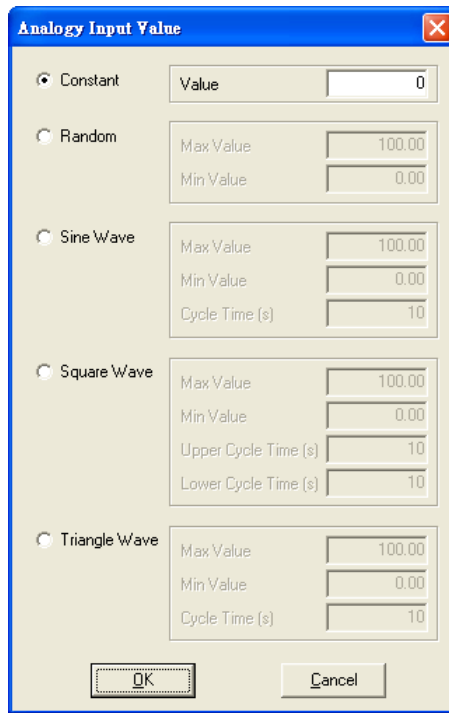 Analogy Input Value
Constant Value 0
Random
Max Value 100.00
Min Value 0.00
Sine Wave
Max Value 100.00
Min Value 0.00
Cycle Time (s) 10
Square Wave
Max Value 100.00
Min Value 0.00
Upper Cycle Time (s) 10
Lower Cycle Time (s) 10
Triangle Wave
Max Value 100.00
Min Value 0.00
Cycle Time (s) 10
OK Cancel